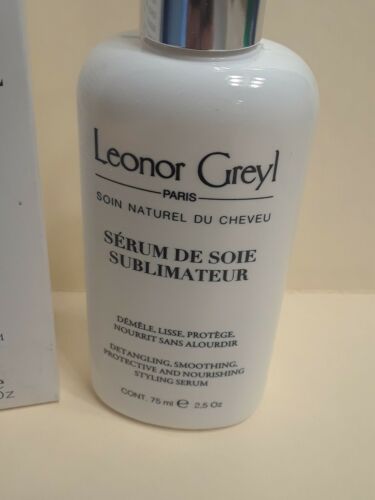 Leonor Greyl
PARIS
SOIN NATUREL DU CHEVEU
SÉRUM DE SOIE
SUBLIMATEUR
DÉMÊLE, LISSE, PROTÈGE,
NOURRIT SANS ALOURDIR
DETANGLING, SMOOTHING,
PROTECTIVE AND NOURISHING
STYLING SERUM
CONT. 75 ml ℮ 2,5 Oz